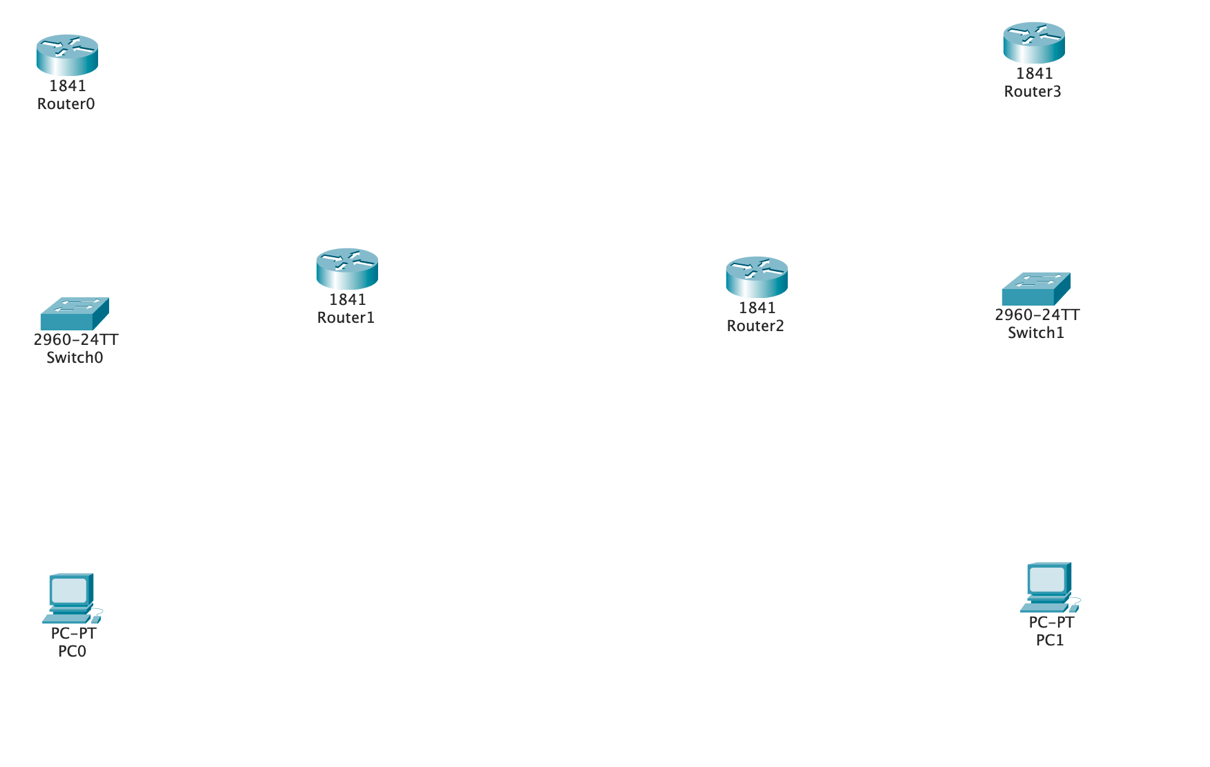 1841
Router0
1841
Router3
1841
Router1
1841
Router2
2960-24TT
Switch0
2960-24TT
Switch1
PC-PT
PC0
PC-PT
PC1